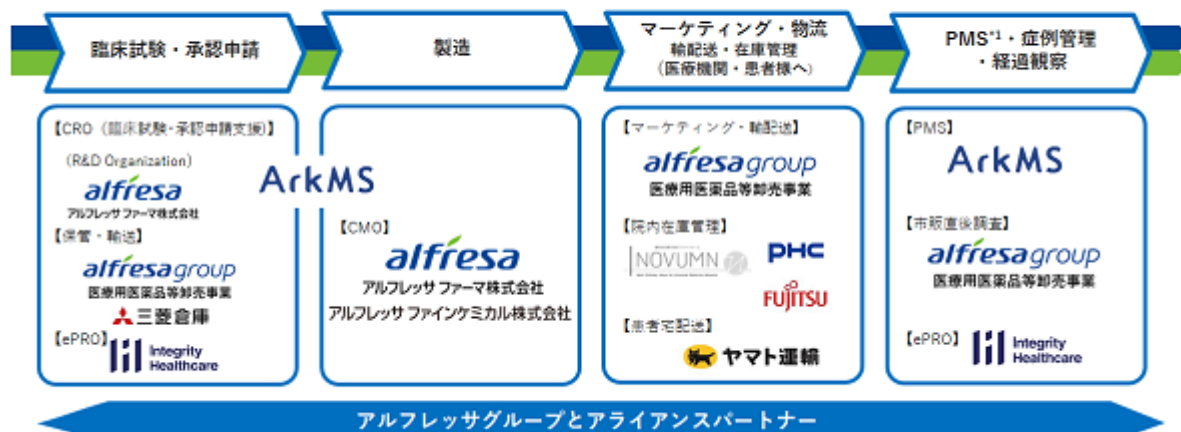 臨床試験・承認申請
製造
マーケティング・物流
輸配送・在庫管理
(医療機関・患者様へ)
PMS*1・症例管理
・経過観察
【CRO(臨床試験・承認申請支援)】
(R&D Organization)
alfresa
アルフレッサ ファーマ株式会社
【保管・輸送】
alfresa group
医療用医薬品等卸売事業
三菱倉庫
【ePRO】
Integrity
Healthcare
ArkMS
【CMO】
alfresa
アルフレッサ ファーマ株式会社
アルフレッサ ファインケミカル株式会社
【マーケティング・輸配送】
alfresa group
医療用医薬品等卸売事業
【院内在庫管理】
NOVUMN
PHC
FUJITSU
【患者宅配送】
ヤマト運輸
【PMS】
ArkMS
【市販直後調査】
alfresa group
医療用医薬品等卸売事業
【ePRO】
Integrity
Healthcare
アルフレッサグループとアライアンスパートナー